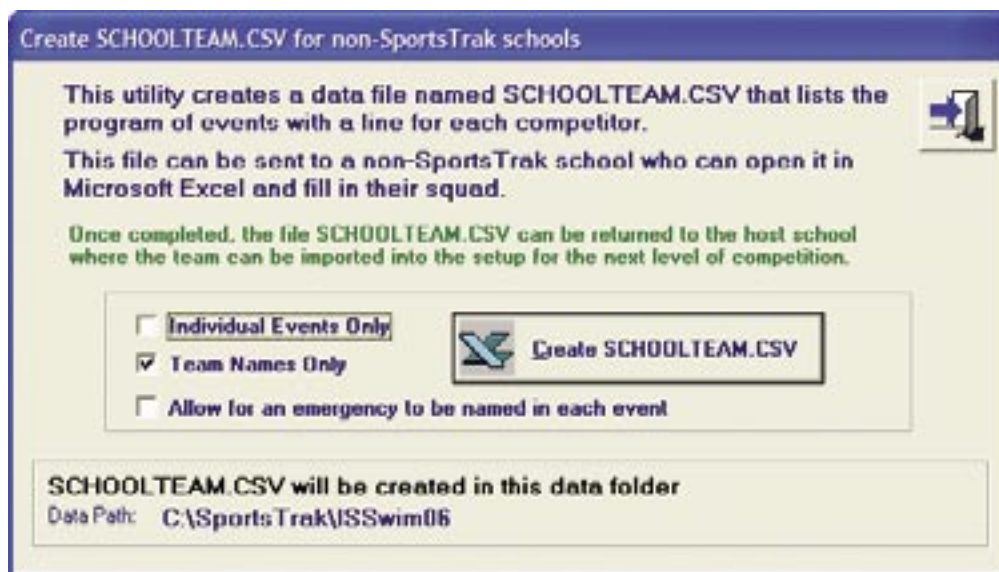 Create SCHOOLTEAM.CSV for non-SportsTrak schools
This utility creates a data file named SCHOOLTEAM.CSV that lists the
program of events with a line for each competitor.
This file can be sent to a non-SportsTrak school who can open it in
Microsoft Excel and fill in their squad.
Once completed, the file SCHOOLTEAM.CSV can be returned to the host school
where the team can be imported into the setup for the next level of competition.
Individual Events Only
Team Names Only
Create SCHOOLTEAM.CSV
Allow for an emergency to be named in each event
SCHOOLTEAM.CSV will be created in this data folder
Data Path: C:\SportsTrak\ISSwim06